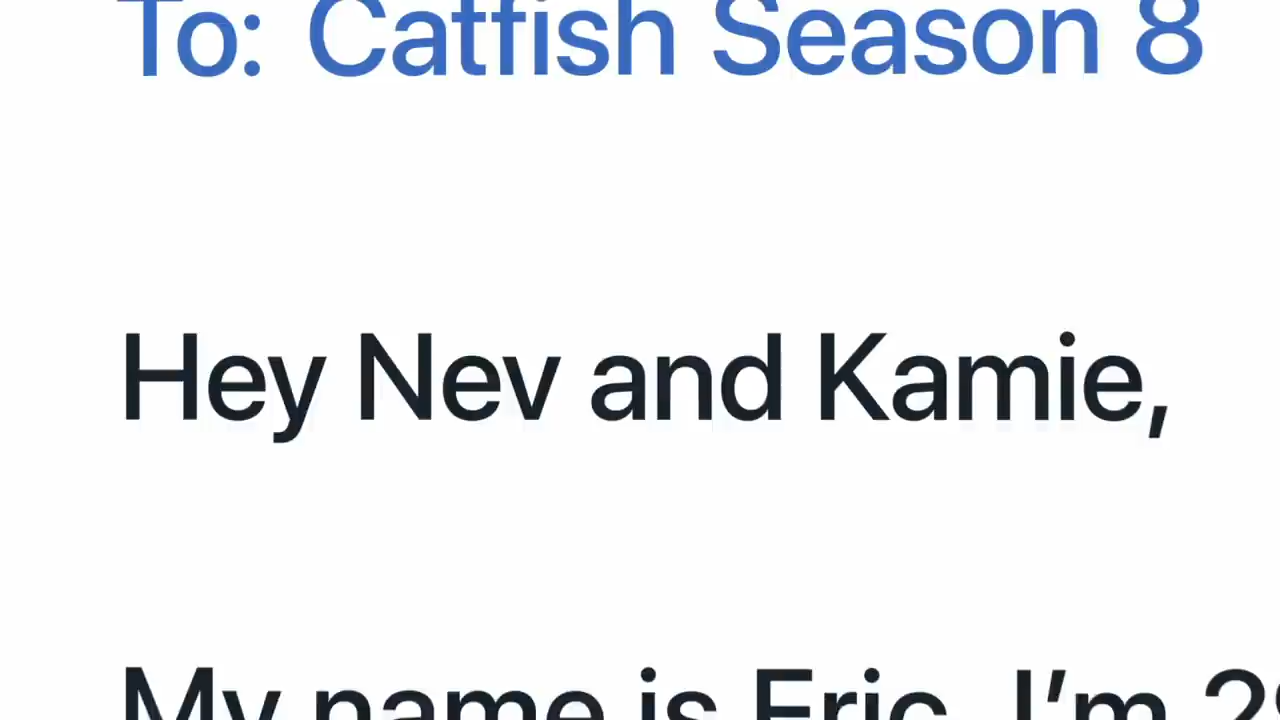 To: Catfish Season 8
Hey Nev and Kamie,
My name is Eric. I’m